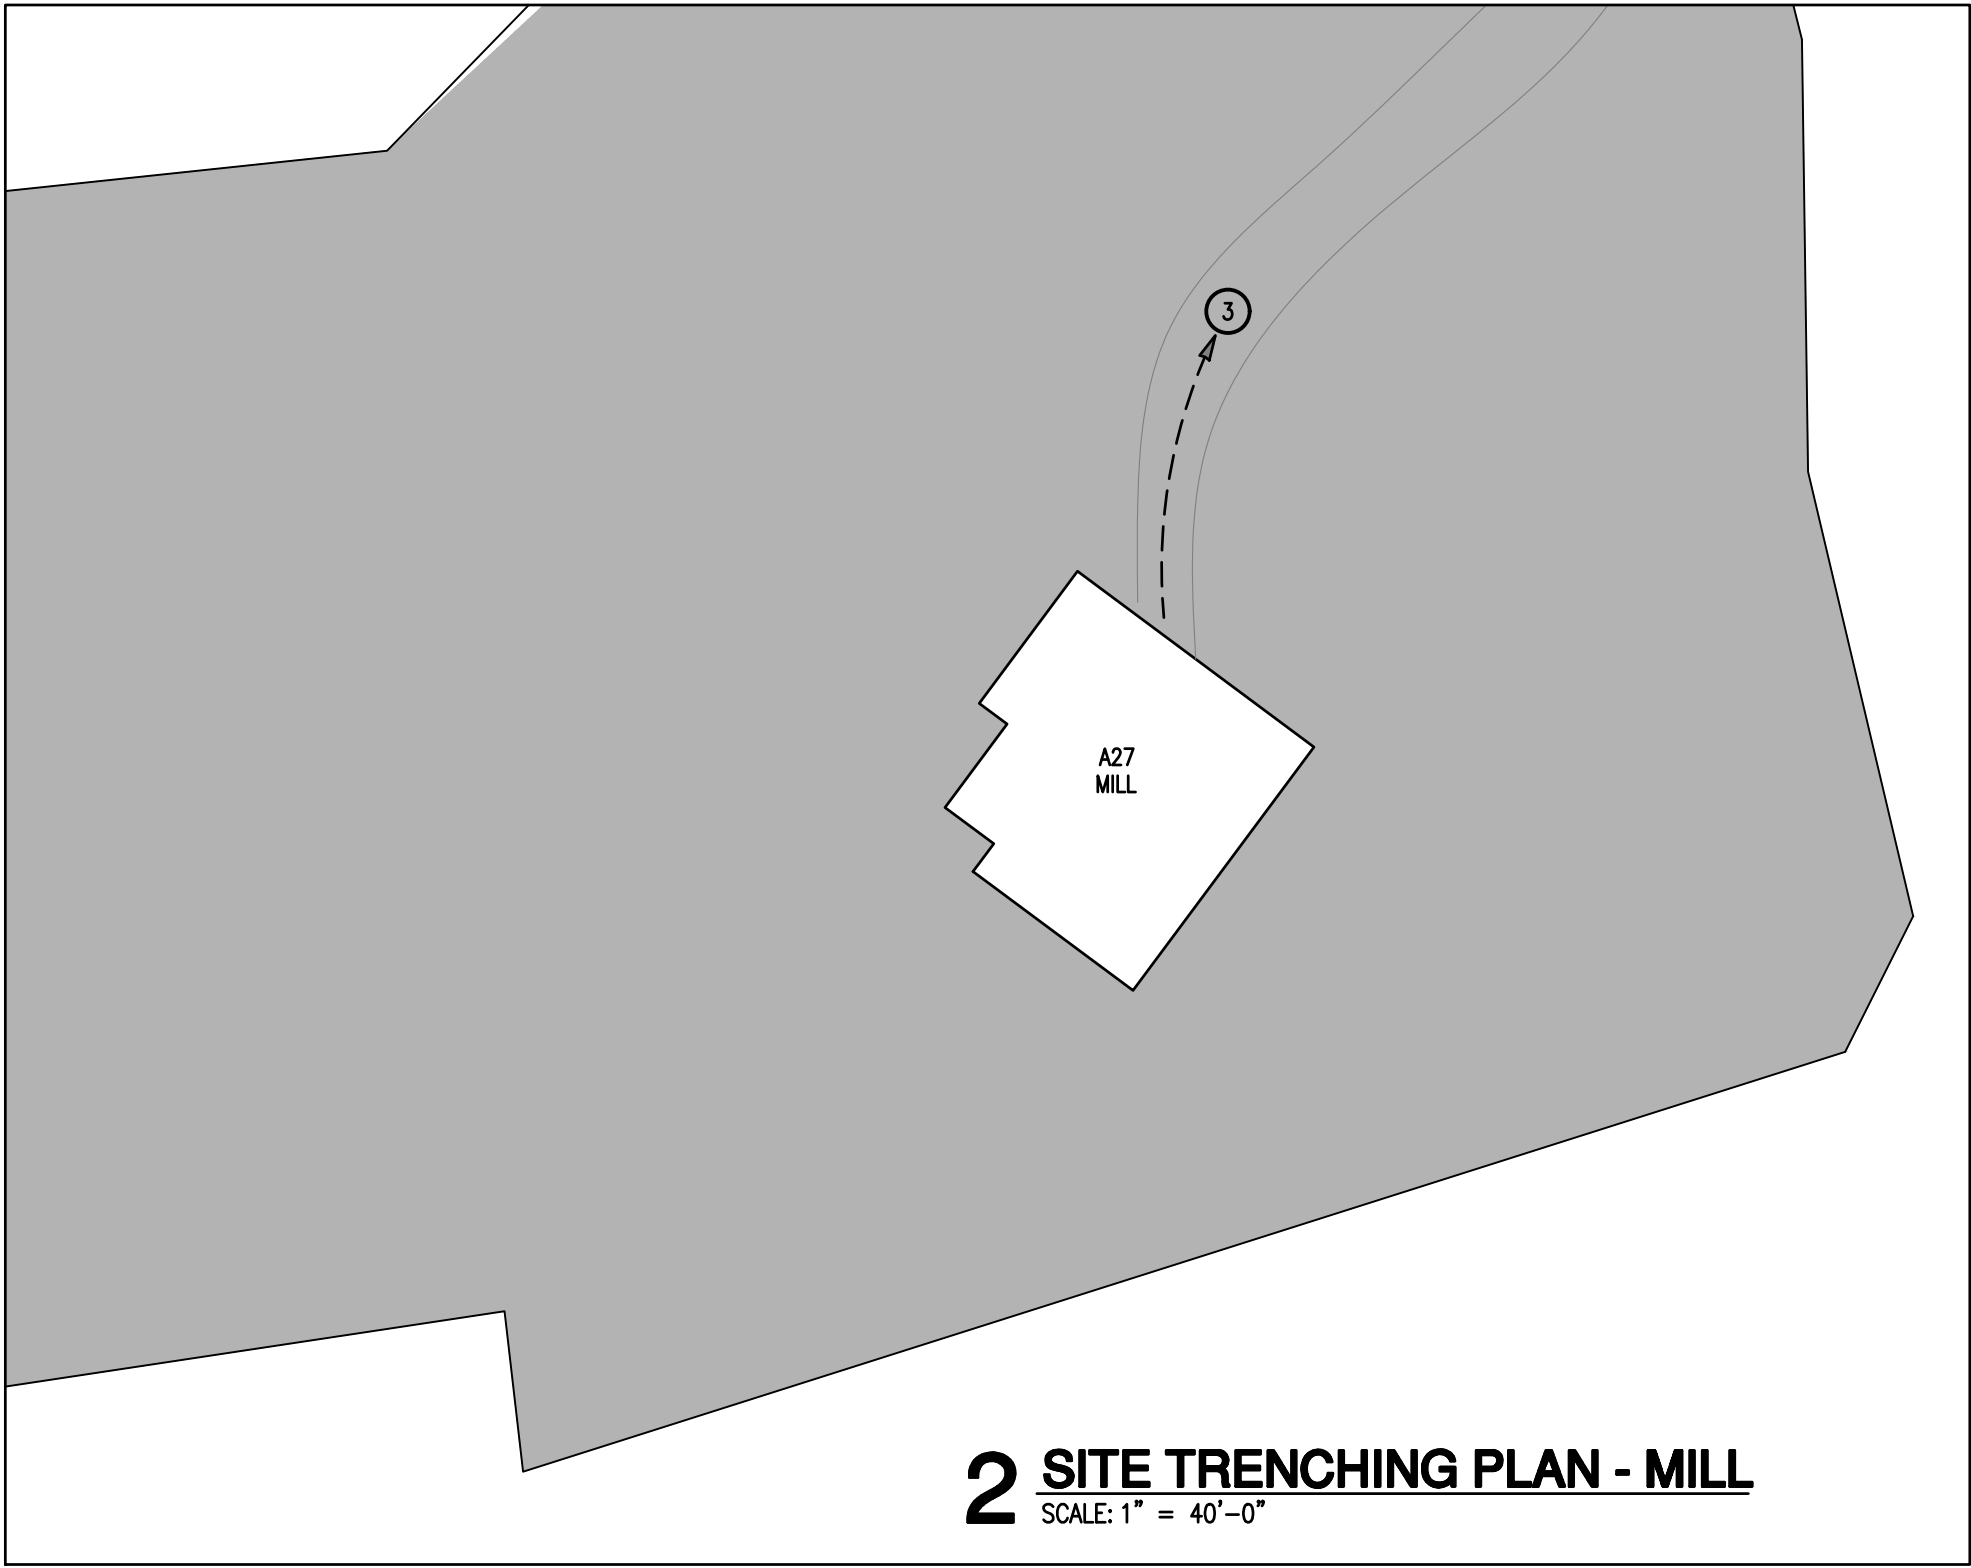 3
A27
MILL
2 SITE TRENCHING PLAN - MILL
SCALE: 1" = 40'-0"